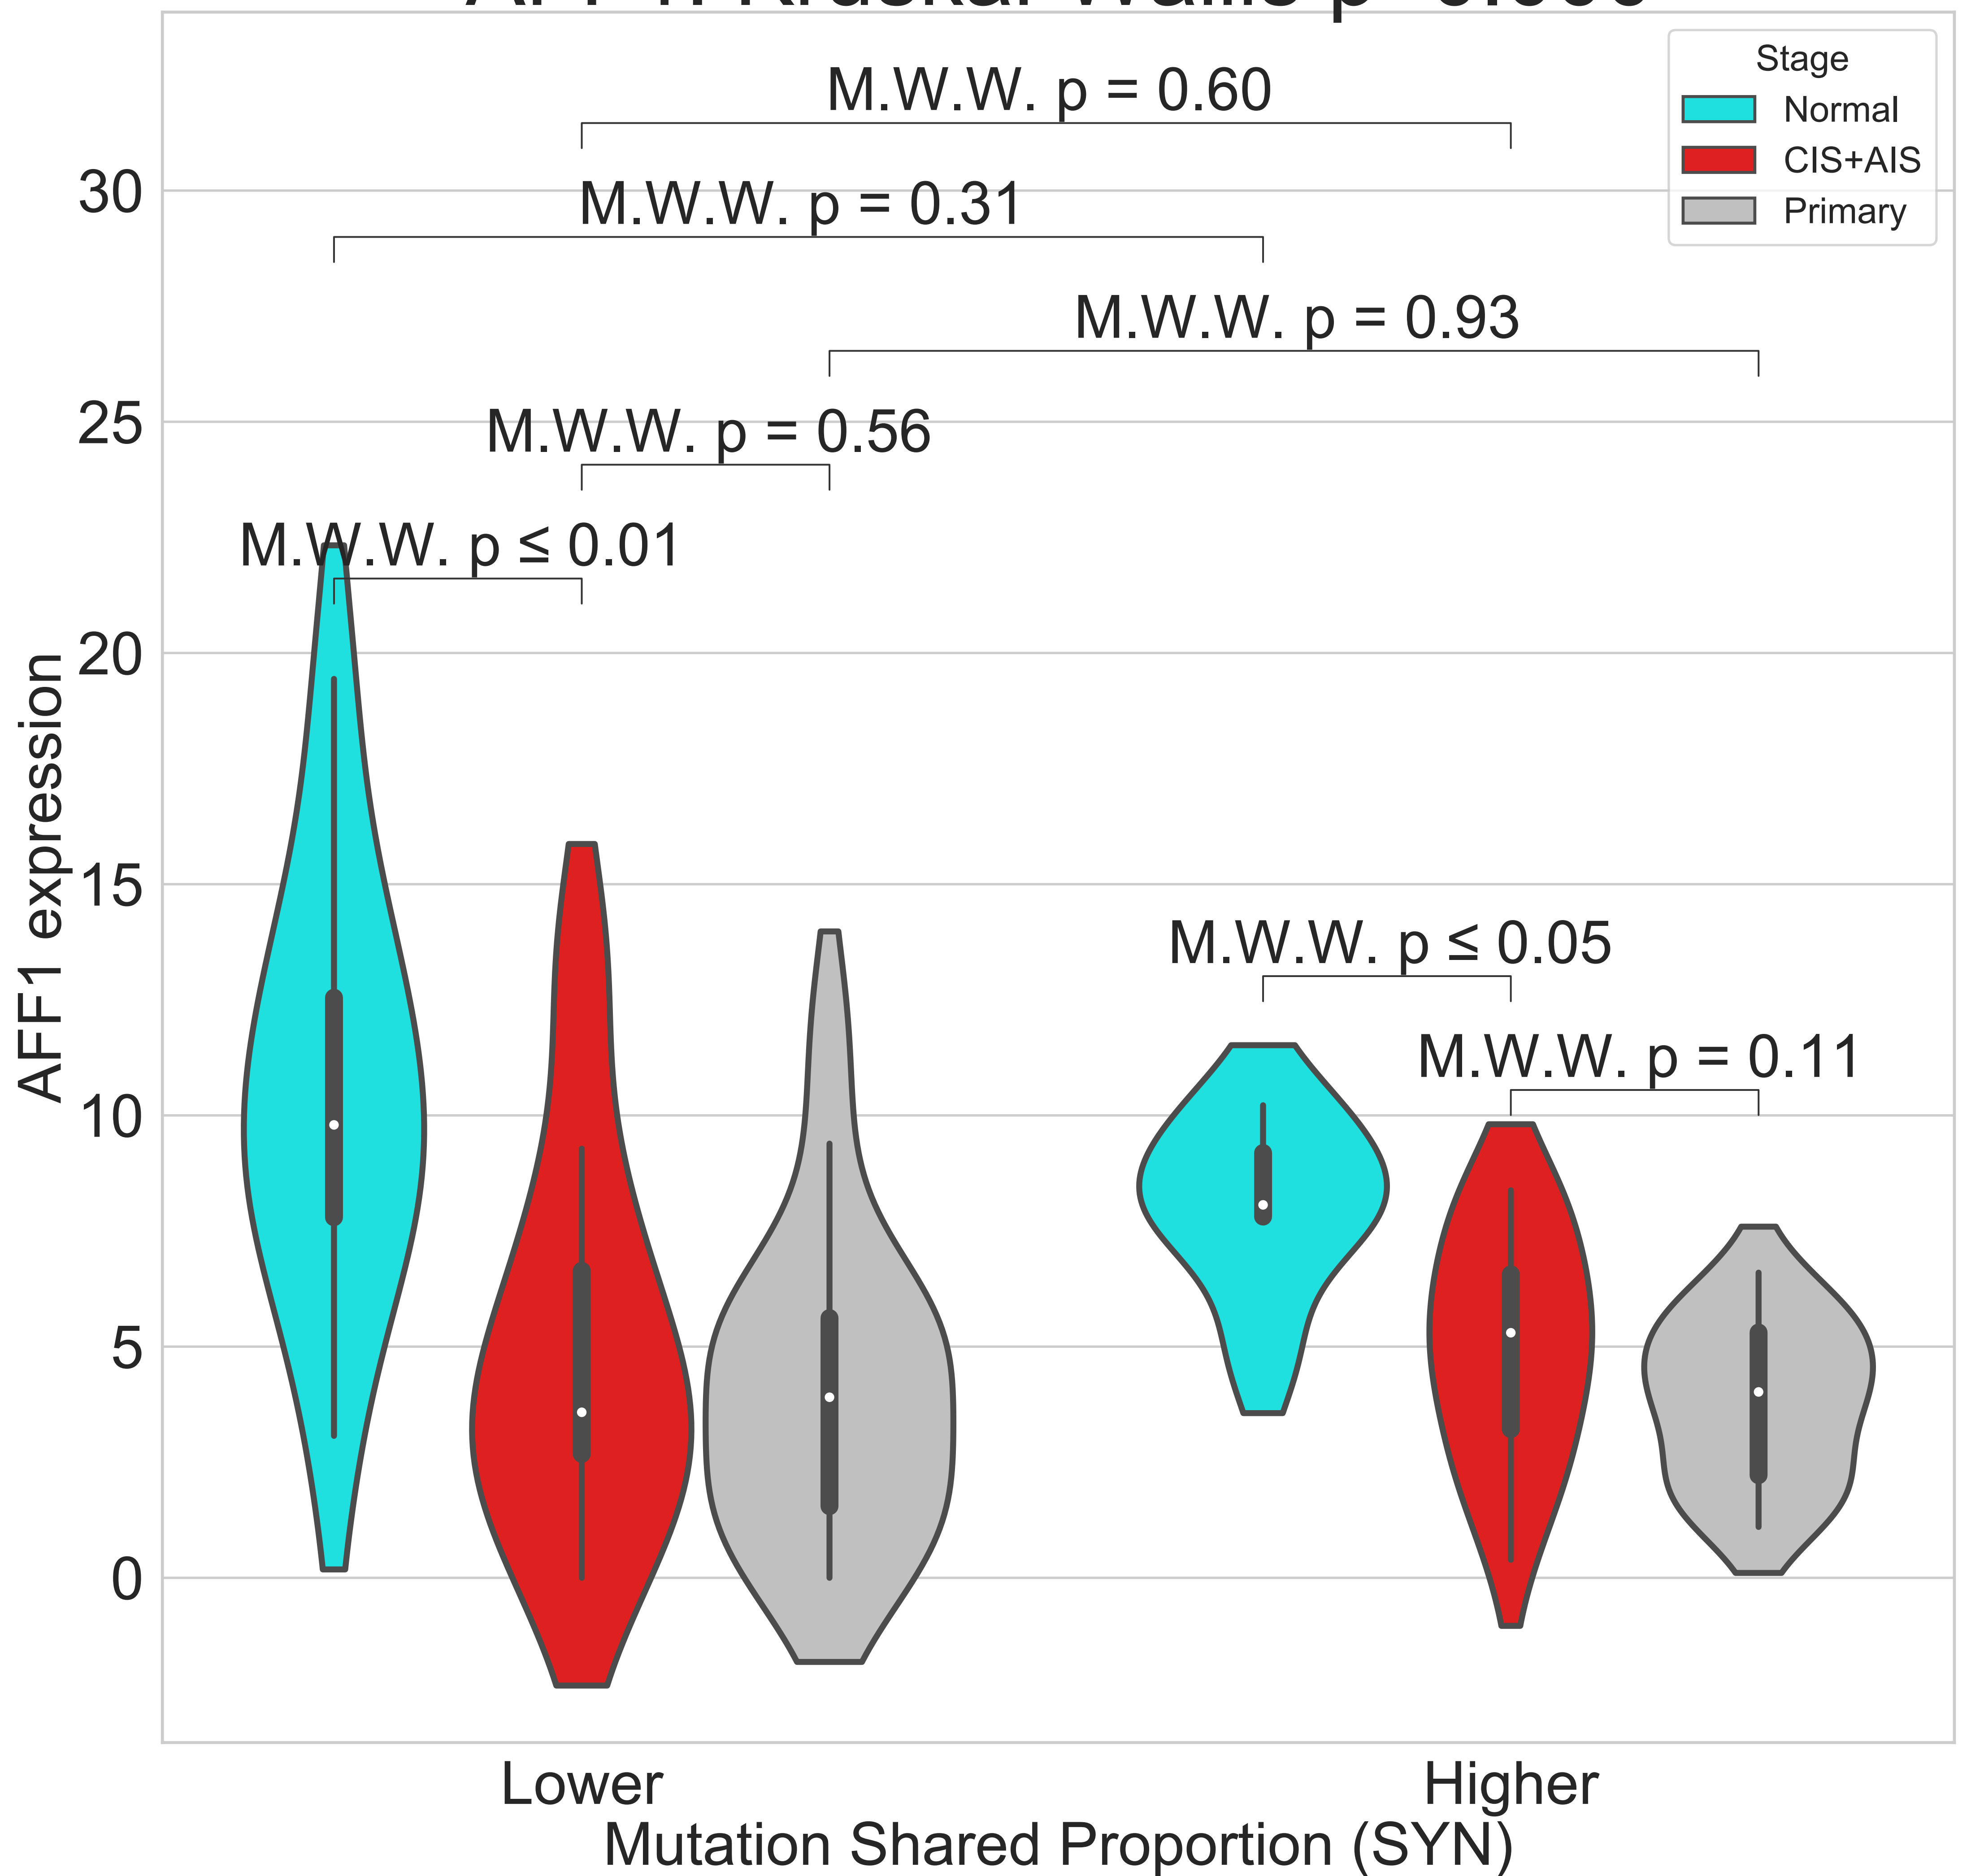 M.W.W. p = 0.60
M.W.W. p = 0.31
M.W.W. p = 0.93
M.W.W. p = 0.56
M.W.W. p ≤ 0.01
M.W.W. p ≤ 0.05
M.W.W. p = 0.11
Stage
Normal
CIS+AIS
Primary
AFF1 expression
30
25
20
15
10
5
0
Lower
Higher
Mutation Shared Proportion (SYN)